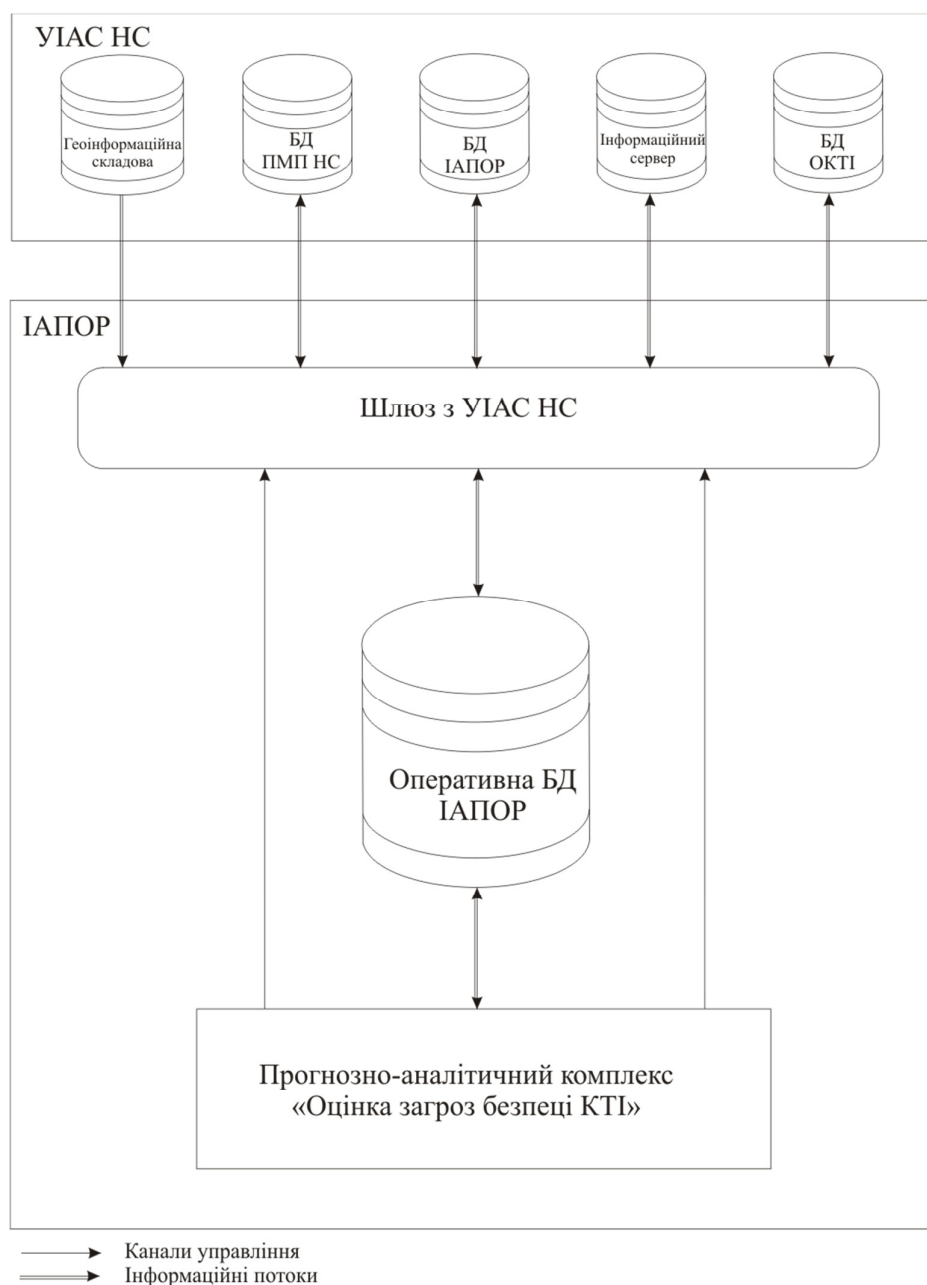 УІАС НС
Геоінформаційна
складова
БД
ПМП НС
БД
ІАПОР
Інформаційний
сервер
БД
ОКТІ
ІАПОР
Шлюз з УІАС НС
Оперативна БД
ІАПОР
Прогнозно-аналітичний комплекс
«Оцінка загроз безпеці КТІ»
Канали управління
Інформаційні потоки